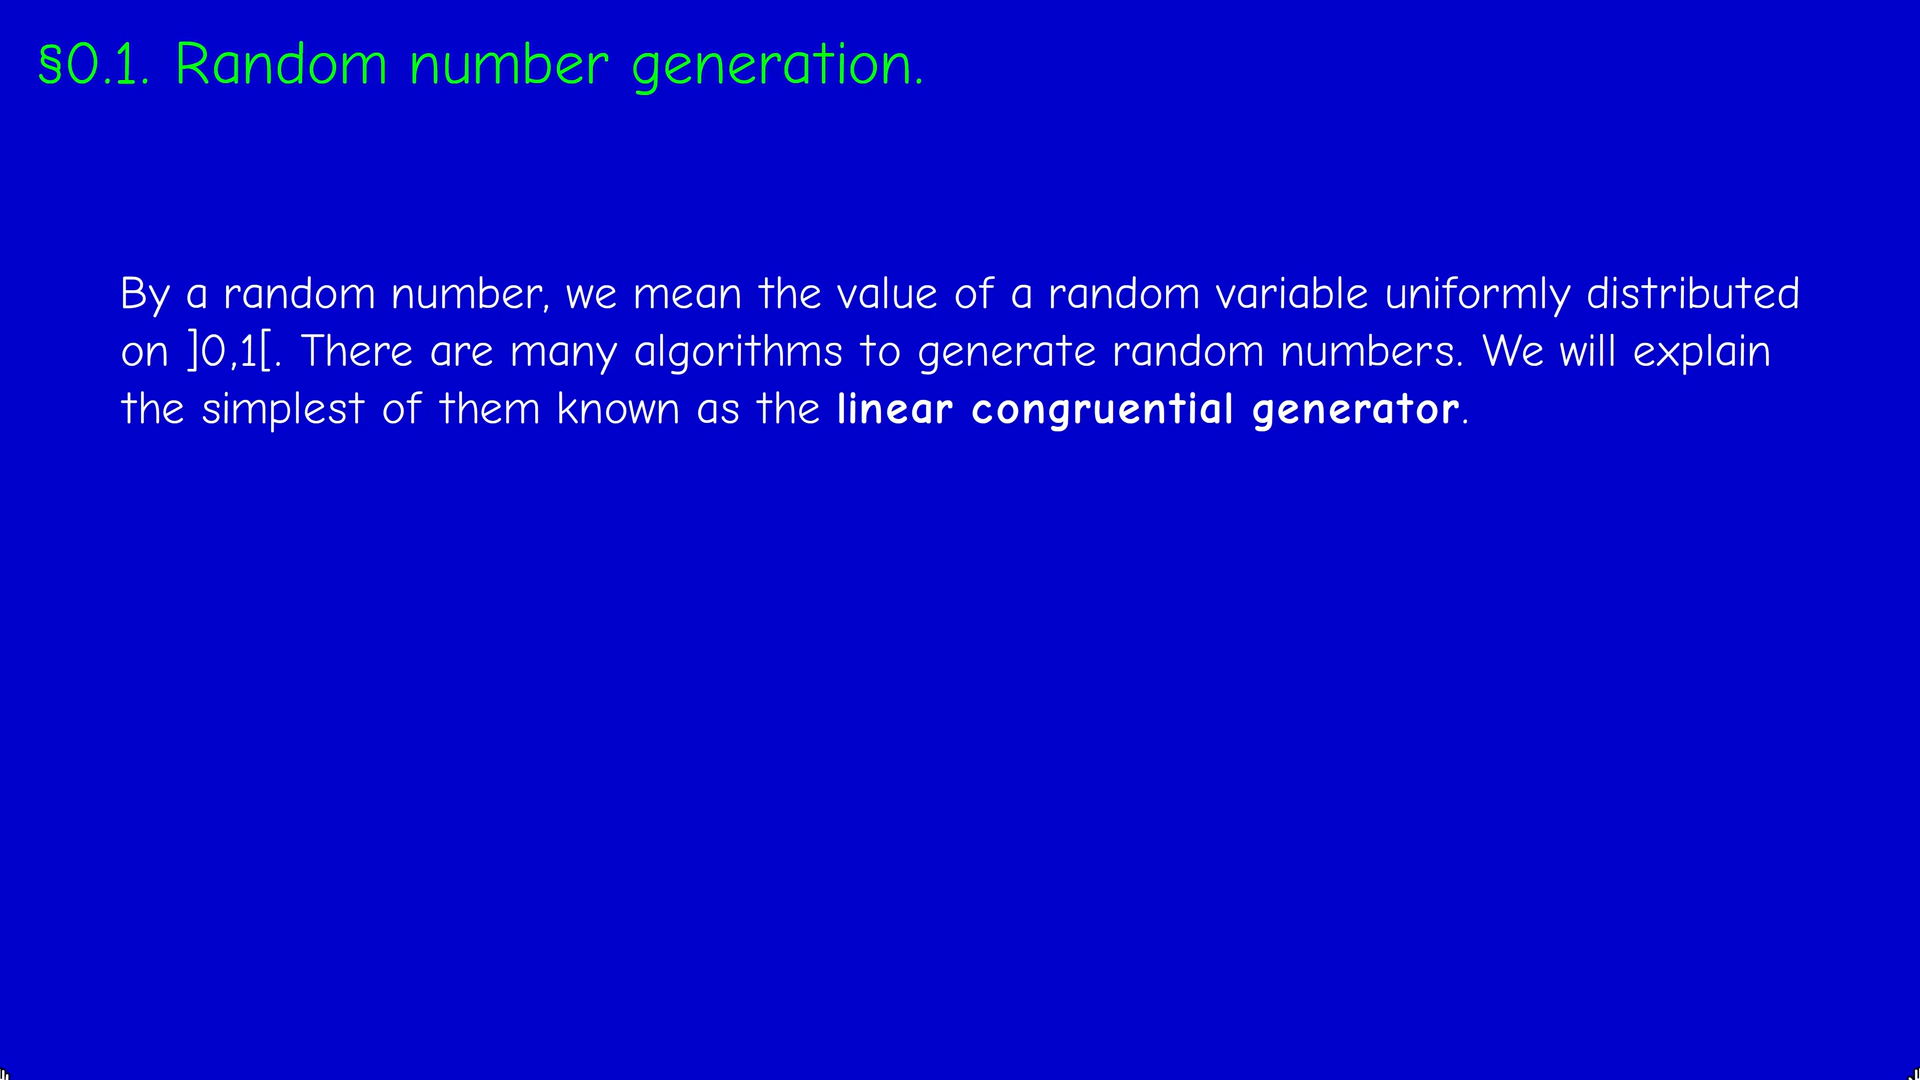 §0.1. Random number generation.
By a random number, we mean the value of a random variable uniformly distributed
on ]0,1[. There are many algorithms to generate random numbers. We will explain
the simplest of them known as the linear congruential generator.